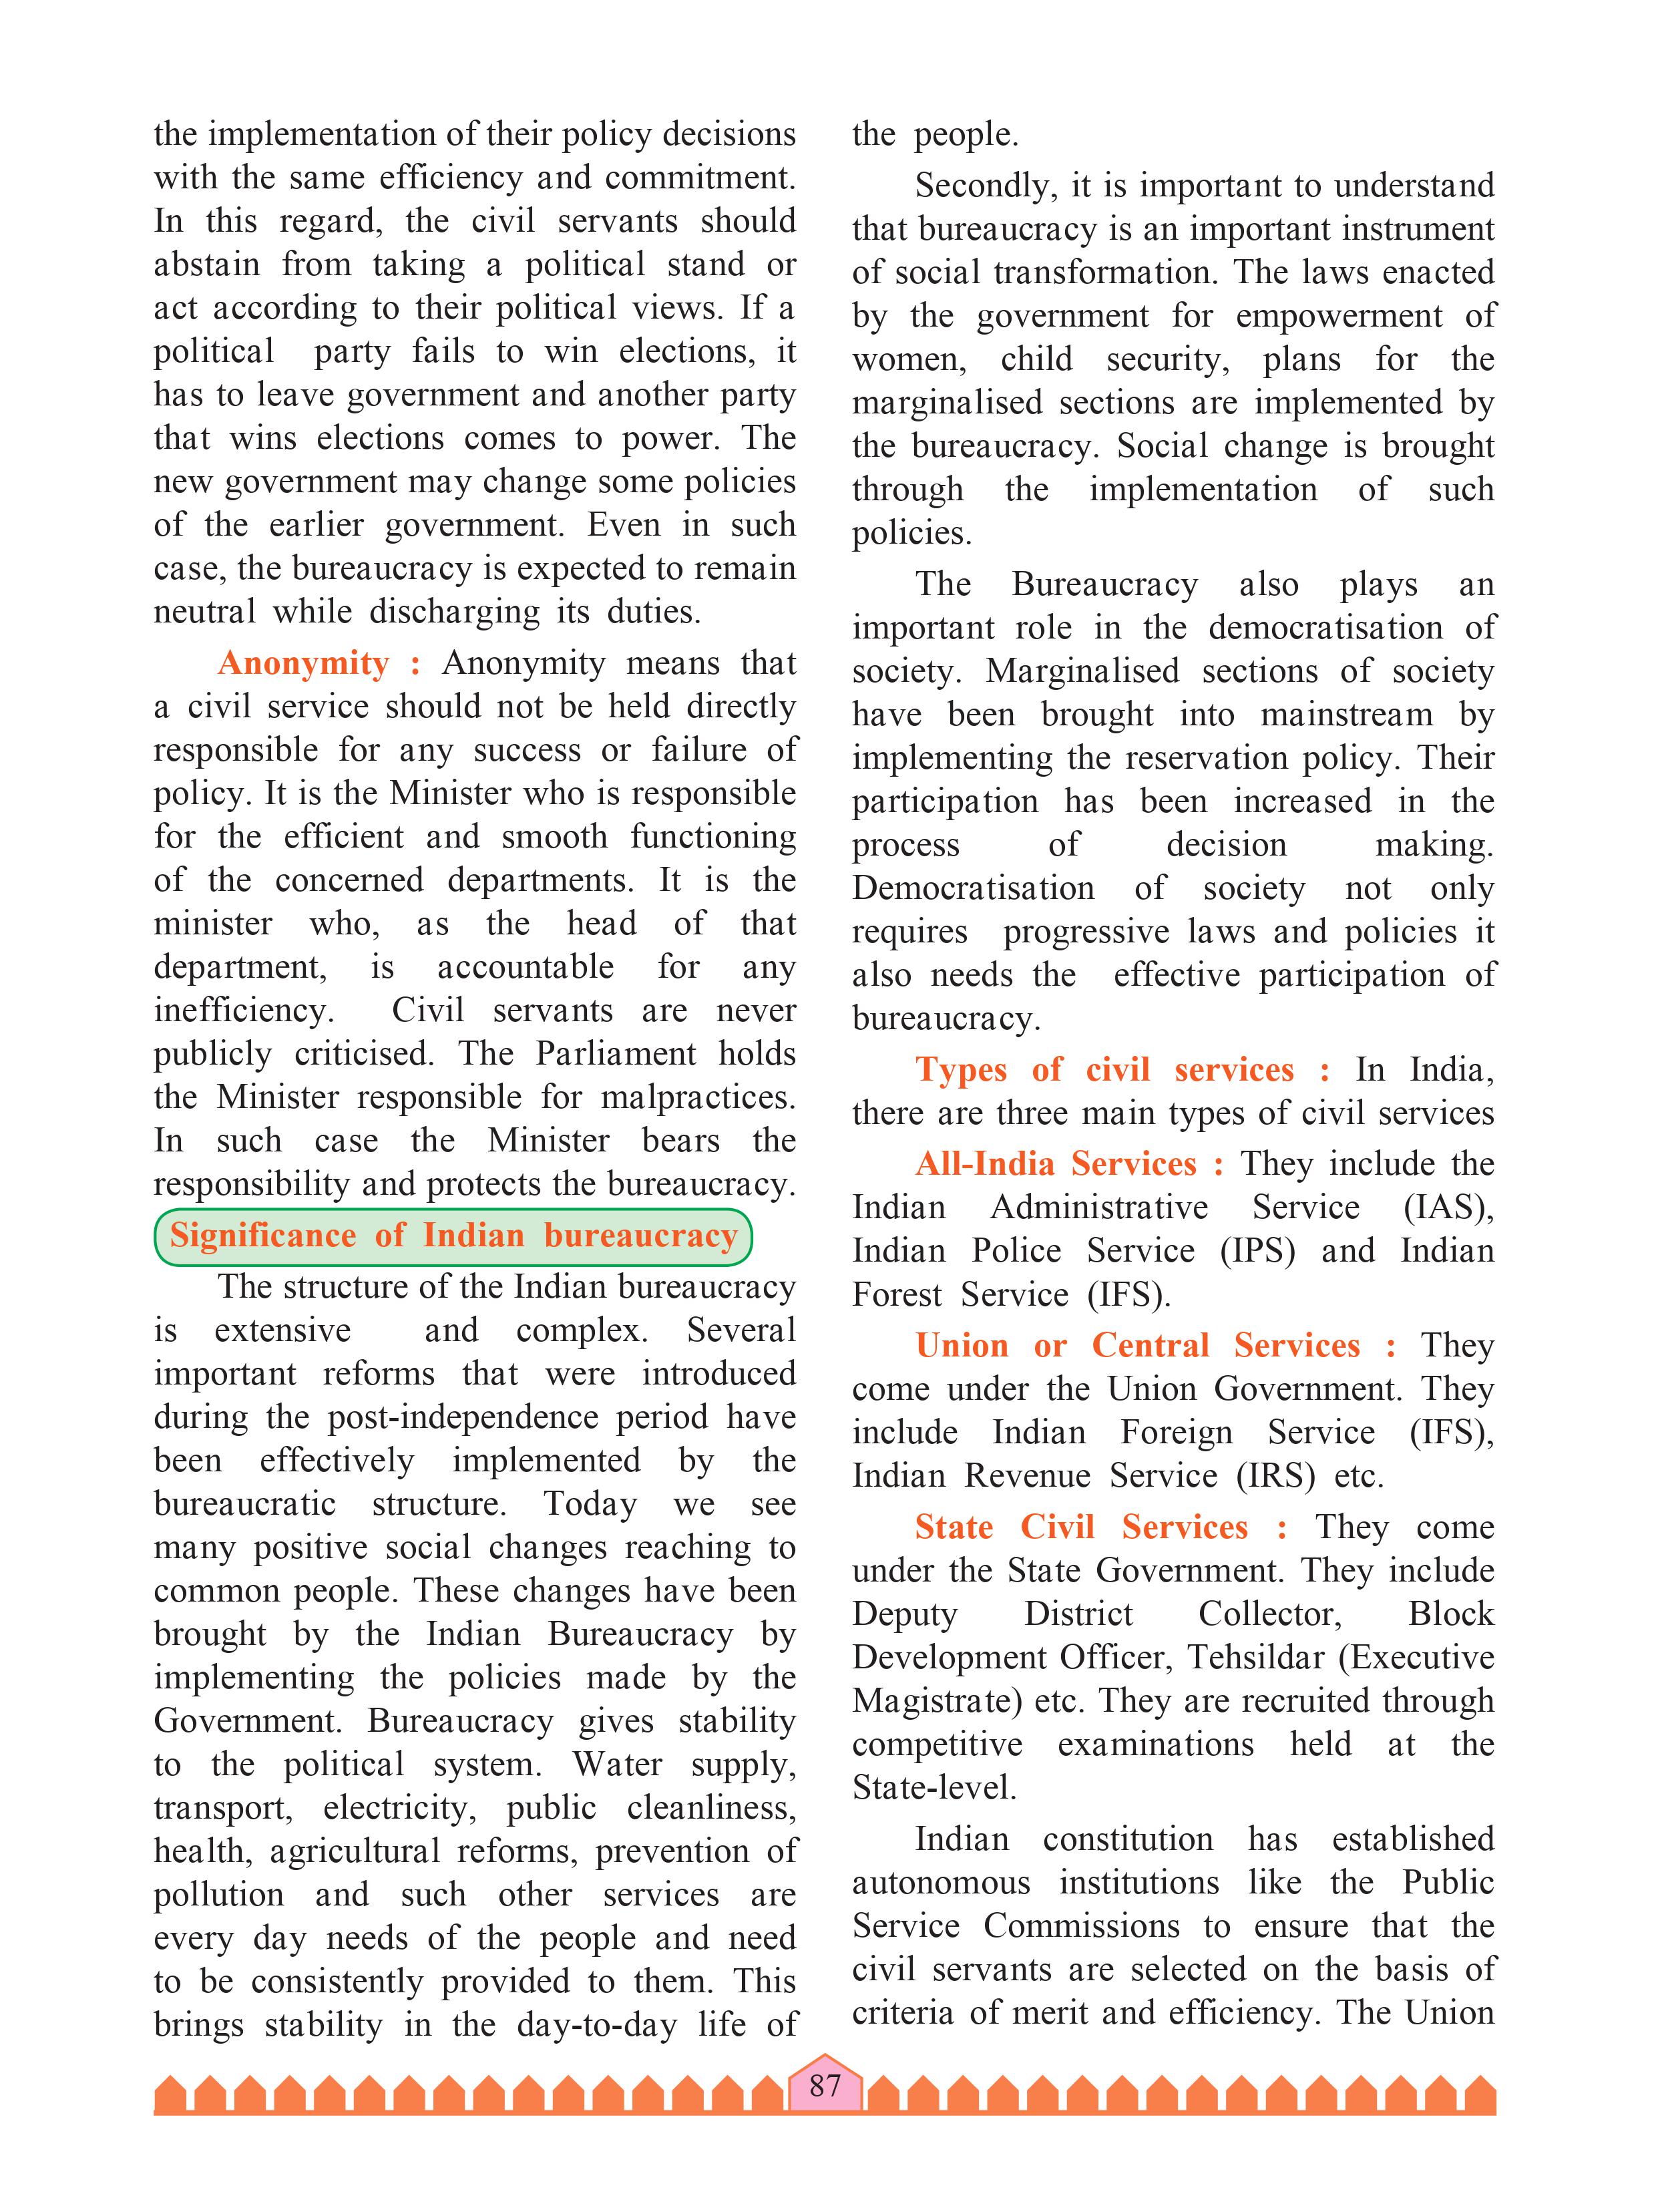 the implementation of their policy decisions
with the same efficiency and commitment.
In this regard, the civil servants should
abstain from taking a political stand or
act according to their political views. If a
political party fails to win elections, it
has to leave government and another party
that wins elections comes to power. The
new government may change some policies
of the earlier government. Even in such
case, the bureaucracy is expected to remain
neutral while discharging its duties.
Anonymity : Anonymity means that
a civil service should not be held directly
responsible for any success or failure of
policy. It is the Minister who is responsible
for the efficient and smooth functioning
of the concerned departments. It is the
minister who, as the head of that
department, is accountable for any
inefficiency. Civil servants are never
publicly criticised. The Parliament holds
the Minister responsible for malpractices.
In such case the Minister bears the
responsibility and protects the bureaucracy.
Significance of Indian bureaucracy
The structure of the Indian bureaucracy
is extensive and complex. Several
important reforms that were introduced
during the post-independence period have
been effectively implemented by the
bureaucratic structure. Today we see
many positive social changes reaching to
common people. These changes have been
brought by the Indian Bureaucracy by
implementing the policies made by the
Government. Bureaucracy gives stability
to the political system. Water supply,
transport, electricity, public cleanliness,
health, agricultural reforms, prevention of
pollution and such other services are
every day needs of the people and need
to be consistently provided to them. This
brings stability in the day-to-day life of
the people.
Secondly, it is important to understand
that bureaucracy is an important instrument
of social transformation. The laws enacted
by the government for empowerment of
women, child security, plans for the
marginalised sections are implemented by
the bureaucracy. Social change is brought
through the implementation of such
policies.
The Bureaucracy also plays an
important role in the democratisation of
society. Marginalised sections of society
have been brought into mainstream by
implementing the reservation policy. Their
participation has been increased in the
process of decision making.
Democratisation of society not only
requires progressive laws and policies it
also needs the effective participation of
bureaucracy.
Types of civil services : In India,
there are three main types of civil services
All-India Services : They include the
Indian Administrative Service (IAS),
Indian Police Service (IPS) and Indian
Forest Service (IFS).
Union or Central Services : They
come under the Union Government. They
include Indian Foreign Service (IFS),
Indian Revenue Service (IRS) etc.
State Civil Services : They come
under the State Government. They include
Deputy District Collector, Block
Development Officer, Tehsildar (Executive
Magistrate) etc. They are recruited through
competitive examinations held at the
State-level.
Indian constitution has established
autonomous institutions like the Public
Service Commissions to ensure that the
civil servants are selected on the basis of
criteria of merit and efficiency. The Union
87